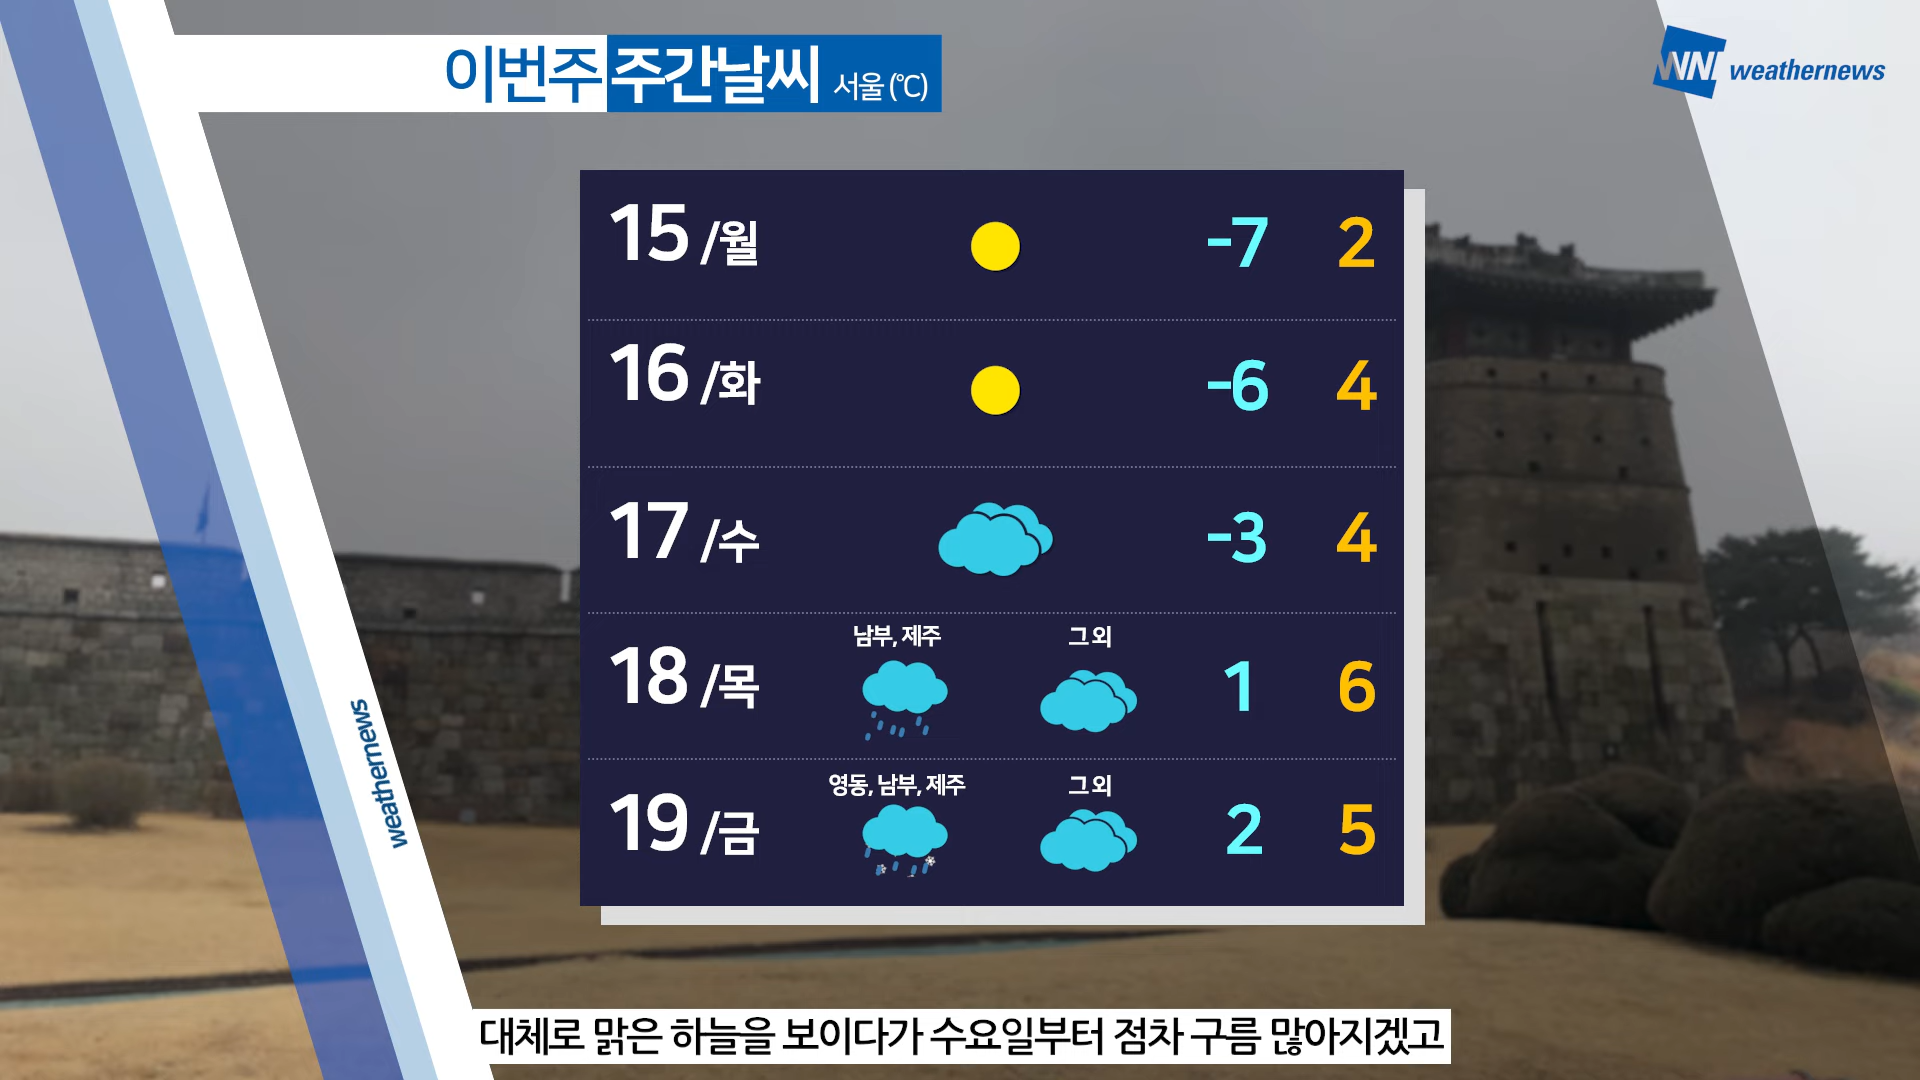 이번주 주간날씨 서울 (℃)
WNI weathernews
15 /월 -7 2
16 /화 -6 4
17 /수 -3 4
남부, 제주 그 외
18 /목 1 6
영동, 남부, 제주 그 외
19 /금 2 5
weathernews
대체로 맑은 하늘을 보이다가 수요일부터 점차 구름 많아지겠고